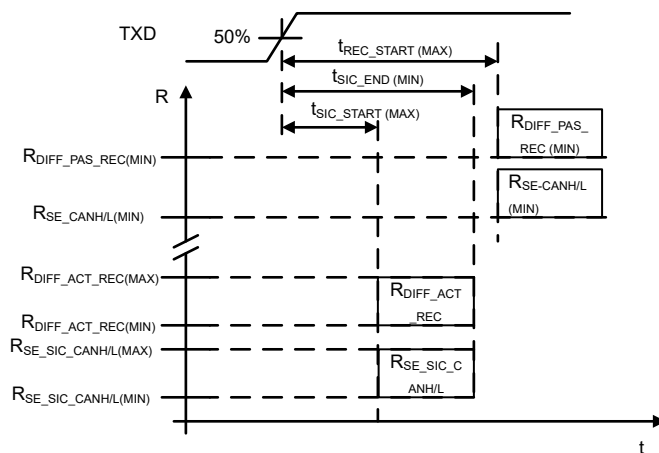 TXD
50%
tREC_START (MAX)
tSIC_END (MIN)
tSIC_START (MAX)
R
RDIFF_PAS_
REC (MIN)
RDIFF_PAS_REC(MIN)
RSE-CANH/L
(MIN)
RSE_CANH/L(MIN)
RDIFF_ACT_REC(MAX)
RDIFF_ACT
_REC
RDIFF_ACT_REC(MIN)
RSE_SIC_CANH/L(MAX)
RSE_SIC_C
ANH/L
RSE_SIC_CANH/L(MIN)
t